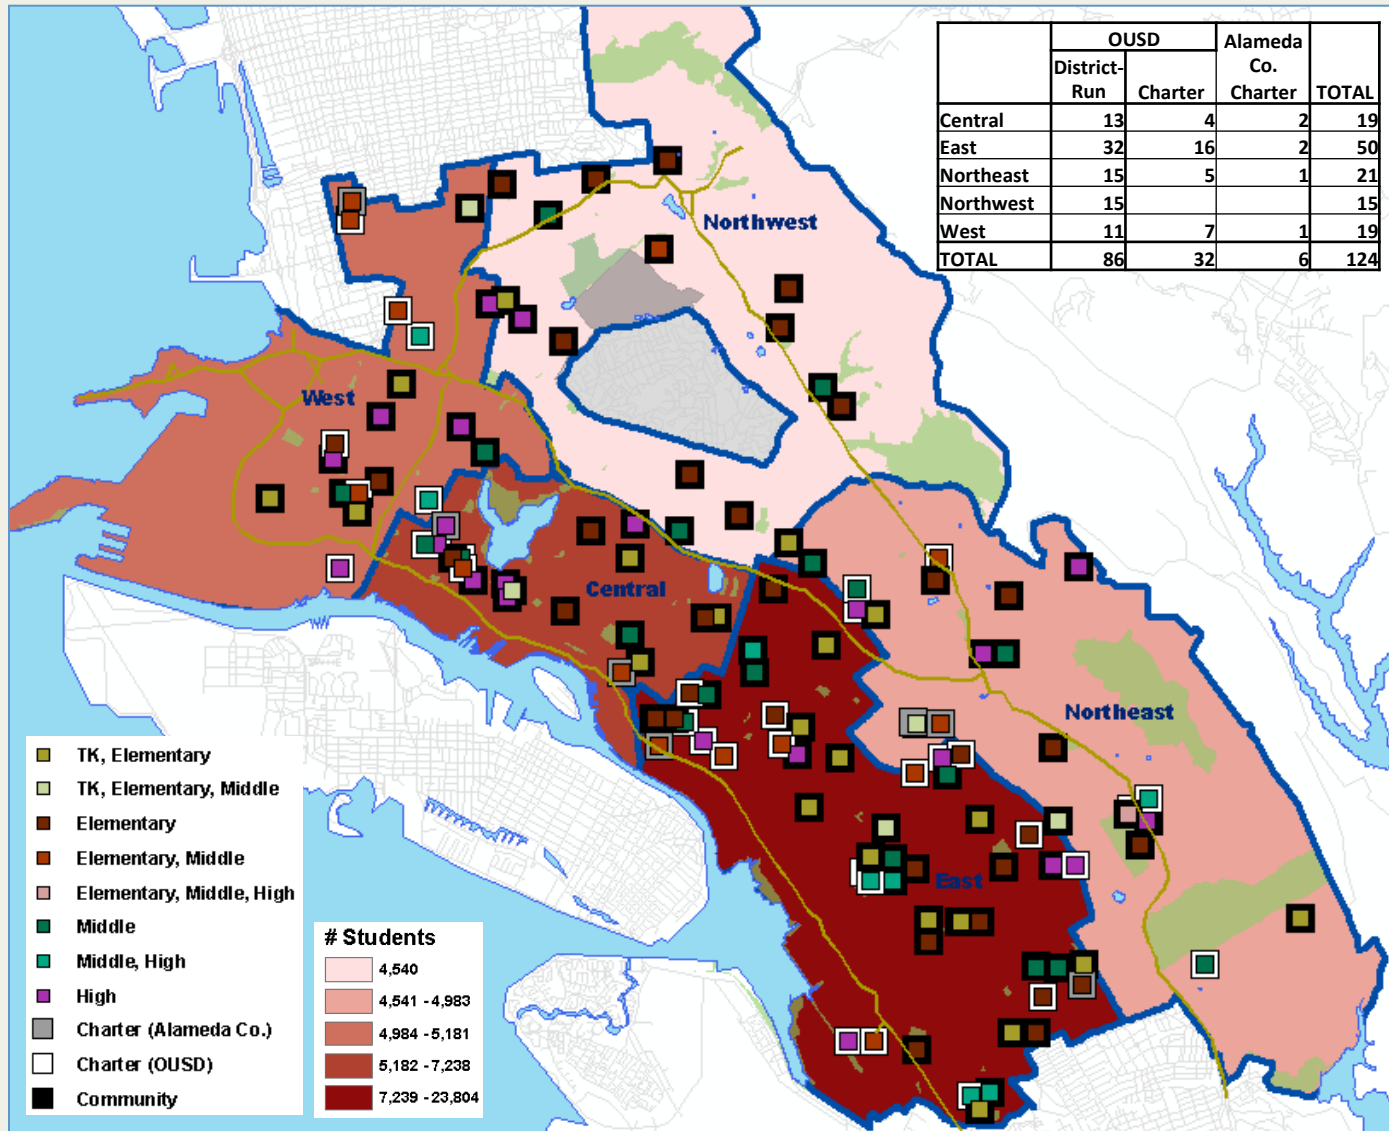 OUSD
Alameda
Co.
Charter
District-
Run
Charter
TOTAL
Central 13 4 2 19
East 32 16 2 50
Northeast 15 5 1 21
Northwest 15 15
West 11 7 1 19
TOTAL 86 32 6 124
Northwest
West
Central
Northeast
East
TK, Elementary
TK, Elementary, Middle
Elementary
Elementary, Middle
Elementary, Middle, High
Middle
Middle, High
High
Charter (Alameda Co.)
Charter (OUSD)
Community
# Students
4,540
4,541 - 4,983
4,984 - 5,181
5,182 - 7,238
7,239 - 23,804